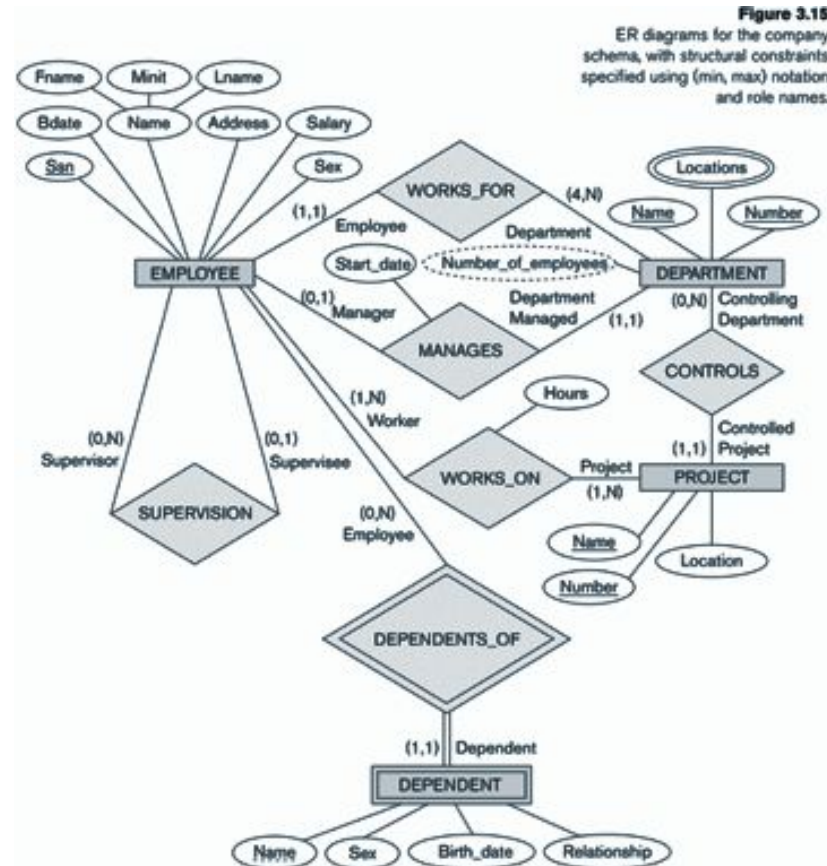 Figure 3.15
ER diagrams for the company
schema, with structural constraints
specified using (min, max) notation
and role names.
Fname
Minit
Lname
Bdate
Name
Address
Salary
Ssn
Sex
WORKS_FOR
(1,1)
Employee
(4,N)
Department
Locations
Name
Number
EMPLOYEE
Start_date
Number_of_employees
DEPARTMENT
(0,1)
Manager
Department
Managed
(1,1)
MANAGES
(0,N)
Controlling
Department
CONTROLS
(1,N)
Worker
Hours
(0,N)
Supervisor
(0,1)
Supervisee
Controlled
(1,1)
Project
SUPERVISION
WORKS_ON
Project
(1,N)
PROJECT
(0,N)
Employee
Name
Number
Location
DEPENDENTS_OF
(1,1) Dependent
DEPENDENT
Name
Sex
Birth_date
Relationship